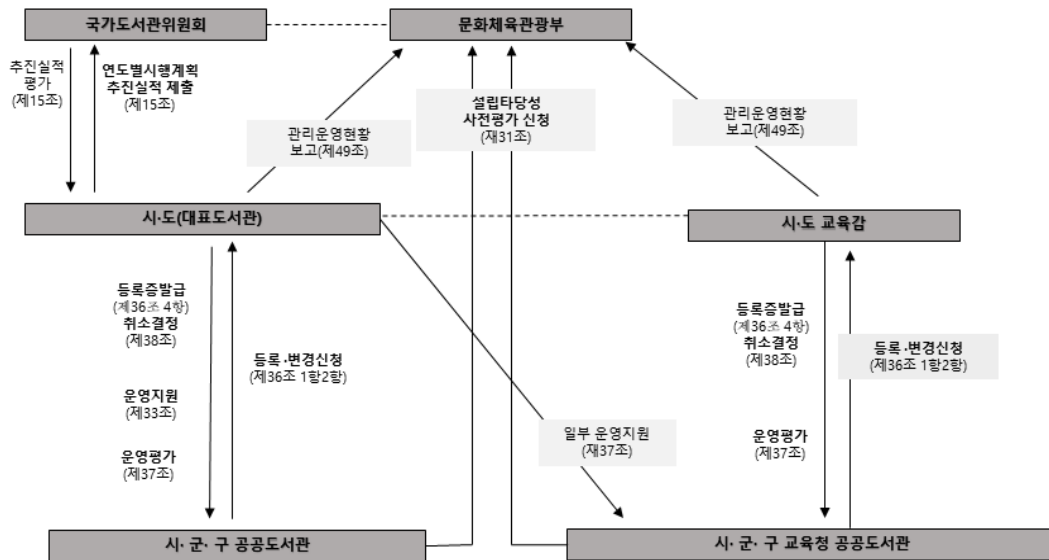 국가도서관위원회
문화체육관광부
추진실적
평가
(제15조)
연도별시행계획
추진실적 제출
(제15조)
관리운영현황
보고(제49조)
설립타당성
사전평가 신청
(재31조)
관리운영현황
보고(제49조)
시·도(대표도서관)
시·도 교육감
등록증발급
(제36조 4항)
취소결정
(제38조)
운영지원
(제33조)
운영평가
(제37조)
등록·변경신청
(제36조 1항2항)
일부 운영지원
(재37조)
등록증발급
(제36조 4항)
취소결정
(제38조)
운영평가
(제37조)
등록·변경신청
(제36조 1항2항)
시· 군· 구 공공도서관
시· 군· 구 교육청 공공도서관